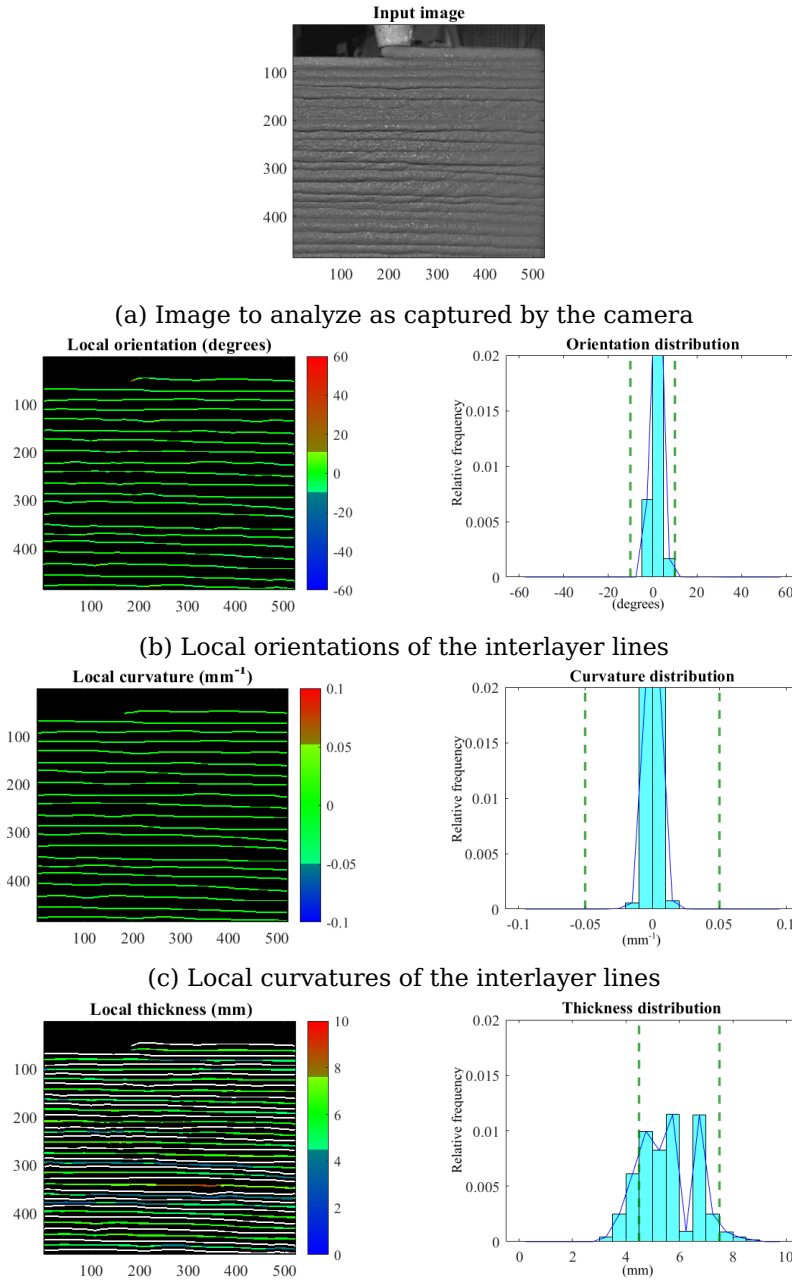 Input image
100
200
300
400
100 200 300 400 500
(a) Image to analyze as captured by the camera
Local orientation (degrees)
100
200
300
400
100 200 300 400 500
60
40
20
0
-20
-40
-60
Orientation distribution
Relative frequency
0.02
0.015
0.01
0.005
0
-60 -40 -20 0 20 40 60
(degrees)
(b) Local orientations of the interlayer lines
Local curvature (mm⁻¹)
100
200
300
400
100 200 300 400 500
0.1
0.05
0
-0.05
-0.1
Curvature distribution
Relative frequency
0.02
0.015
0.01
0.005
0
-0.1 -0.05 0 0.05 0.1
(mm⁻¹)
(c) Local curvatures of the interlayer lines
Local thickness (mm)
100
200
300
400
100 200 300 400 500
10
8
6
4
2
0
Thickness distribution
Relative frequency
0.02
0.015
0.01
0.005
0
0 2 4 6 8 10
(mm)